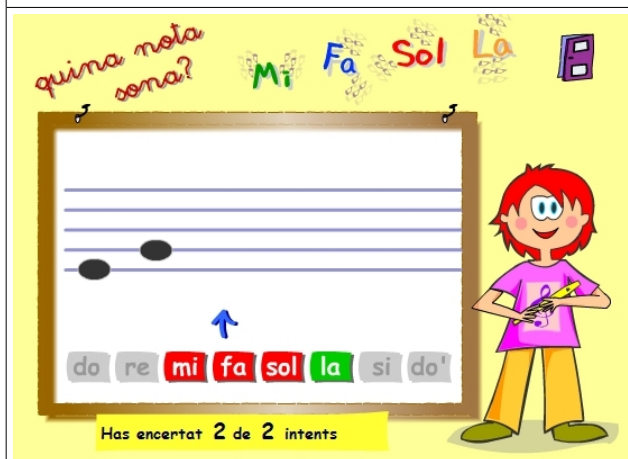 quina nota
sona?
Mi Fa Sol La
do re mi fa sol la si do'
Has encertat 2 de 2 intents